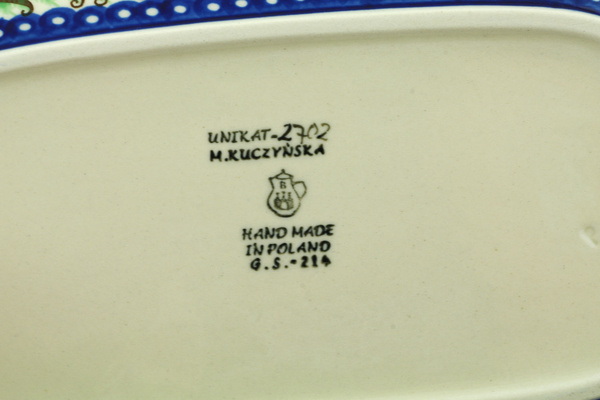 UNIKAT-2702
M.KUCZYŃSKA
B
HAND MADE
IN POLAND
G.S.-214